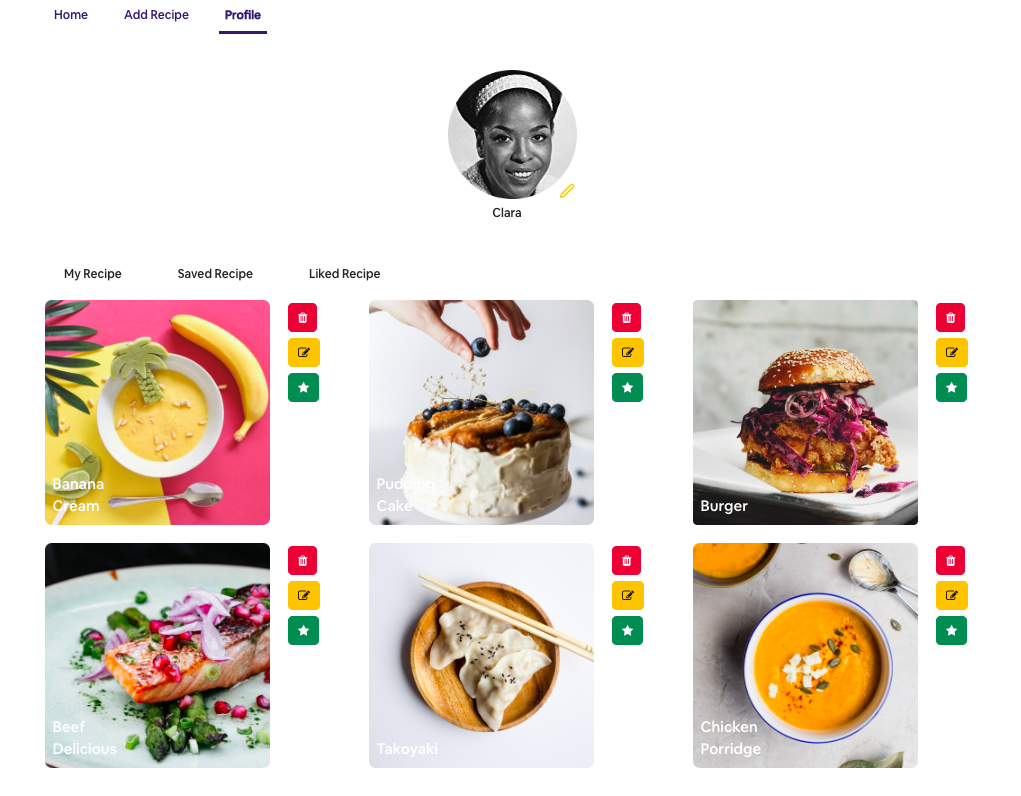 Home
Add Recipe
Profile
Clara
My Recipe
Saved Recipe
Liked Recipe
Banana
Cream
Pudding
Cake
Burger
Beef
Delicious
Takoyaki
Chicken
Porridge